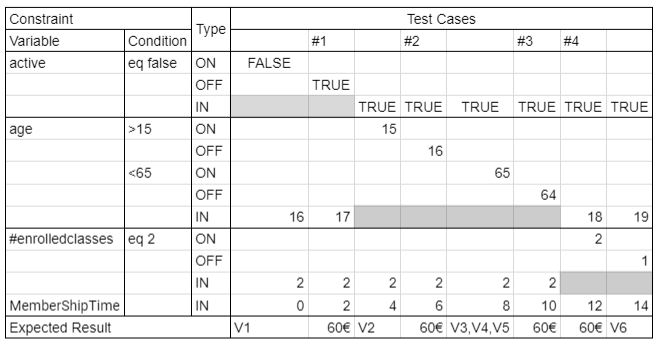 Constraint Type Test Cases
Variable Condition #1 #2 #3 #4
active eq false ON FALSE
OFF TRUE
IN TRUE TRUE TRUE TRUE TRUE TRUE
age >15 ON 15
OFF 16
<65 ON 65
OFF 64
IN 16 17 18 19
#enrolledclasses eq 2 ON 2
OFF 1
IN 2 2 2 2 2 2
MemberShipTime IN 0 2 4 6 8 10 12 14
Expected Result V1 60€ V2 60€ V3,V4,V5 60€ 60€ V6